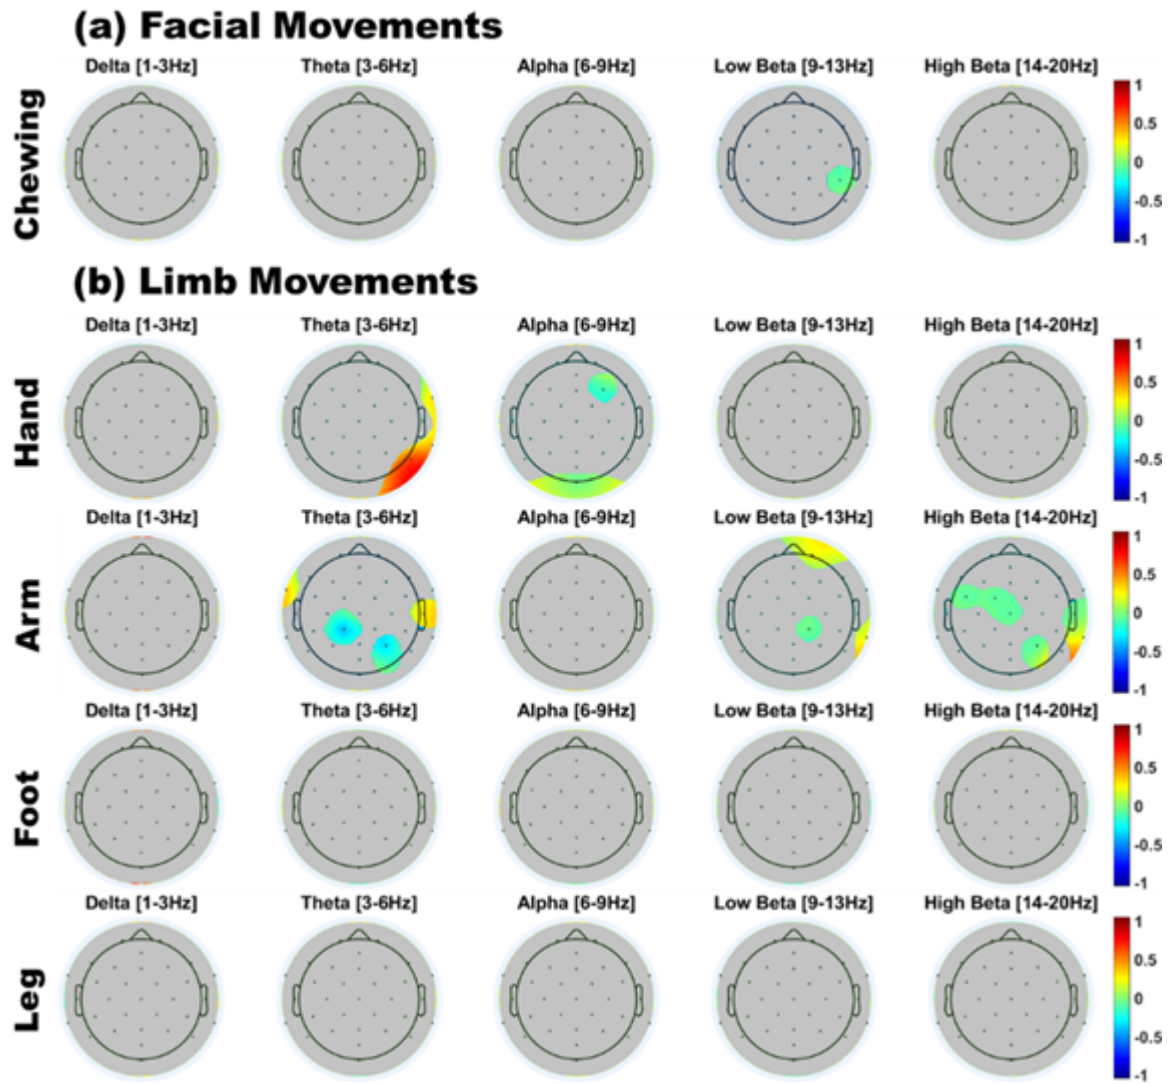 (a) Facial Movements
Delta [1-3Hz] Theta [3-6Hz] Alpha [6-9Hz] Low Beta [9-13Hz] High Beta [14-20Hz]
Chewing
1
0.5
0
-0.5
-1
(b) Limb Movements
Delta [1-3Hz] Theta [3-6Hz] Alpha [6-9Hz] Low Beta [9-13Hz] High Beta [14-20Hz]
Hand
1
0.5
0
-0.5
-1
Delta [1-3Hz] Theta [3-6Hz] Alpha [6-9Hz] Low Beta [9-13Hz] High Beta [14-20Hz]
Arm
1
0.5
0
-0.5
-1
Delta [1-3Hz] Theta [3-6Hz] Alpha [6-9Hz] Low Beta [9-13Hz] High Beta [14-20Hz]
Foot
1
0.5
0
-0.5
-1
Delta [1-3Hz] Theta [3-6Hz] Alpha [6-9Hz] Low Beta [9-13Hz] High Beta [14-20Hz]
Leg
1
0.5
0
-0.5
-1